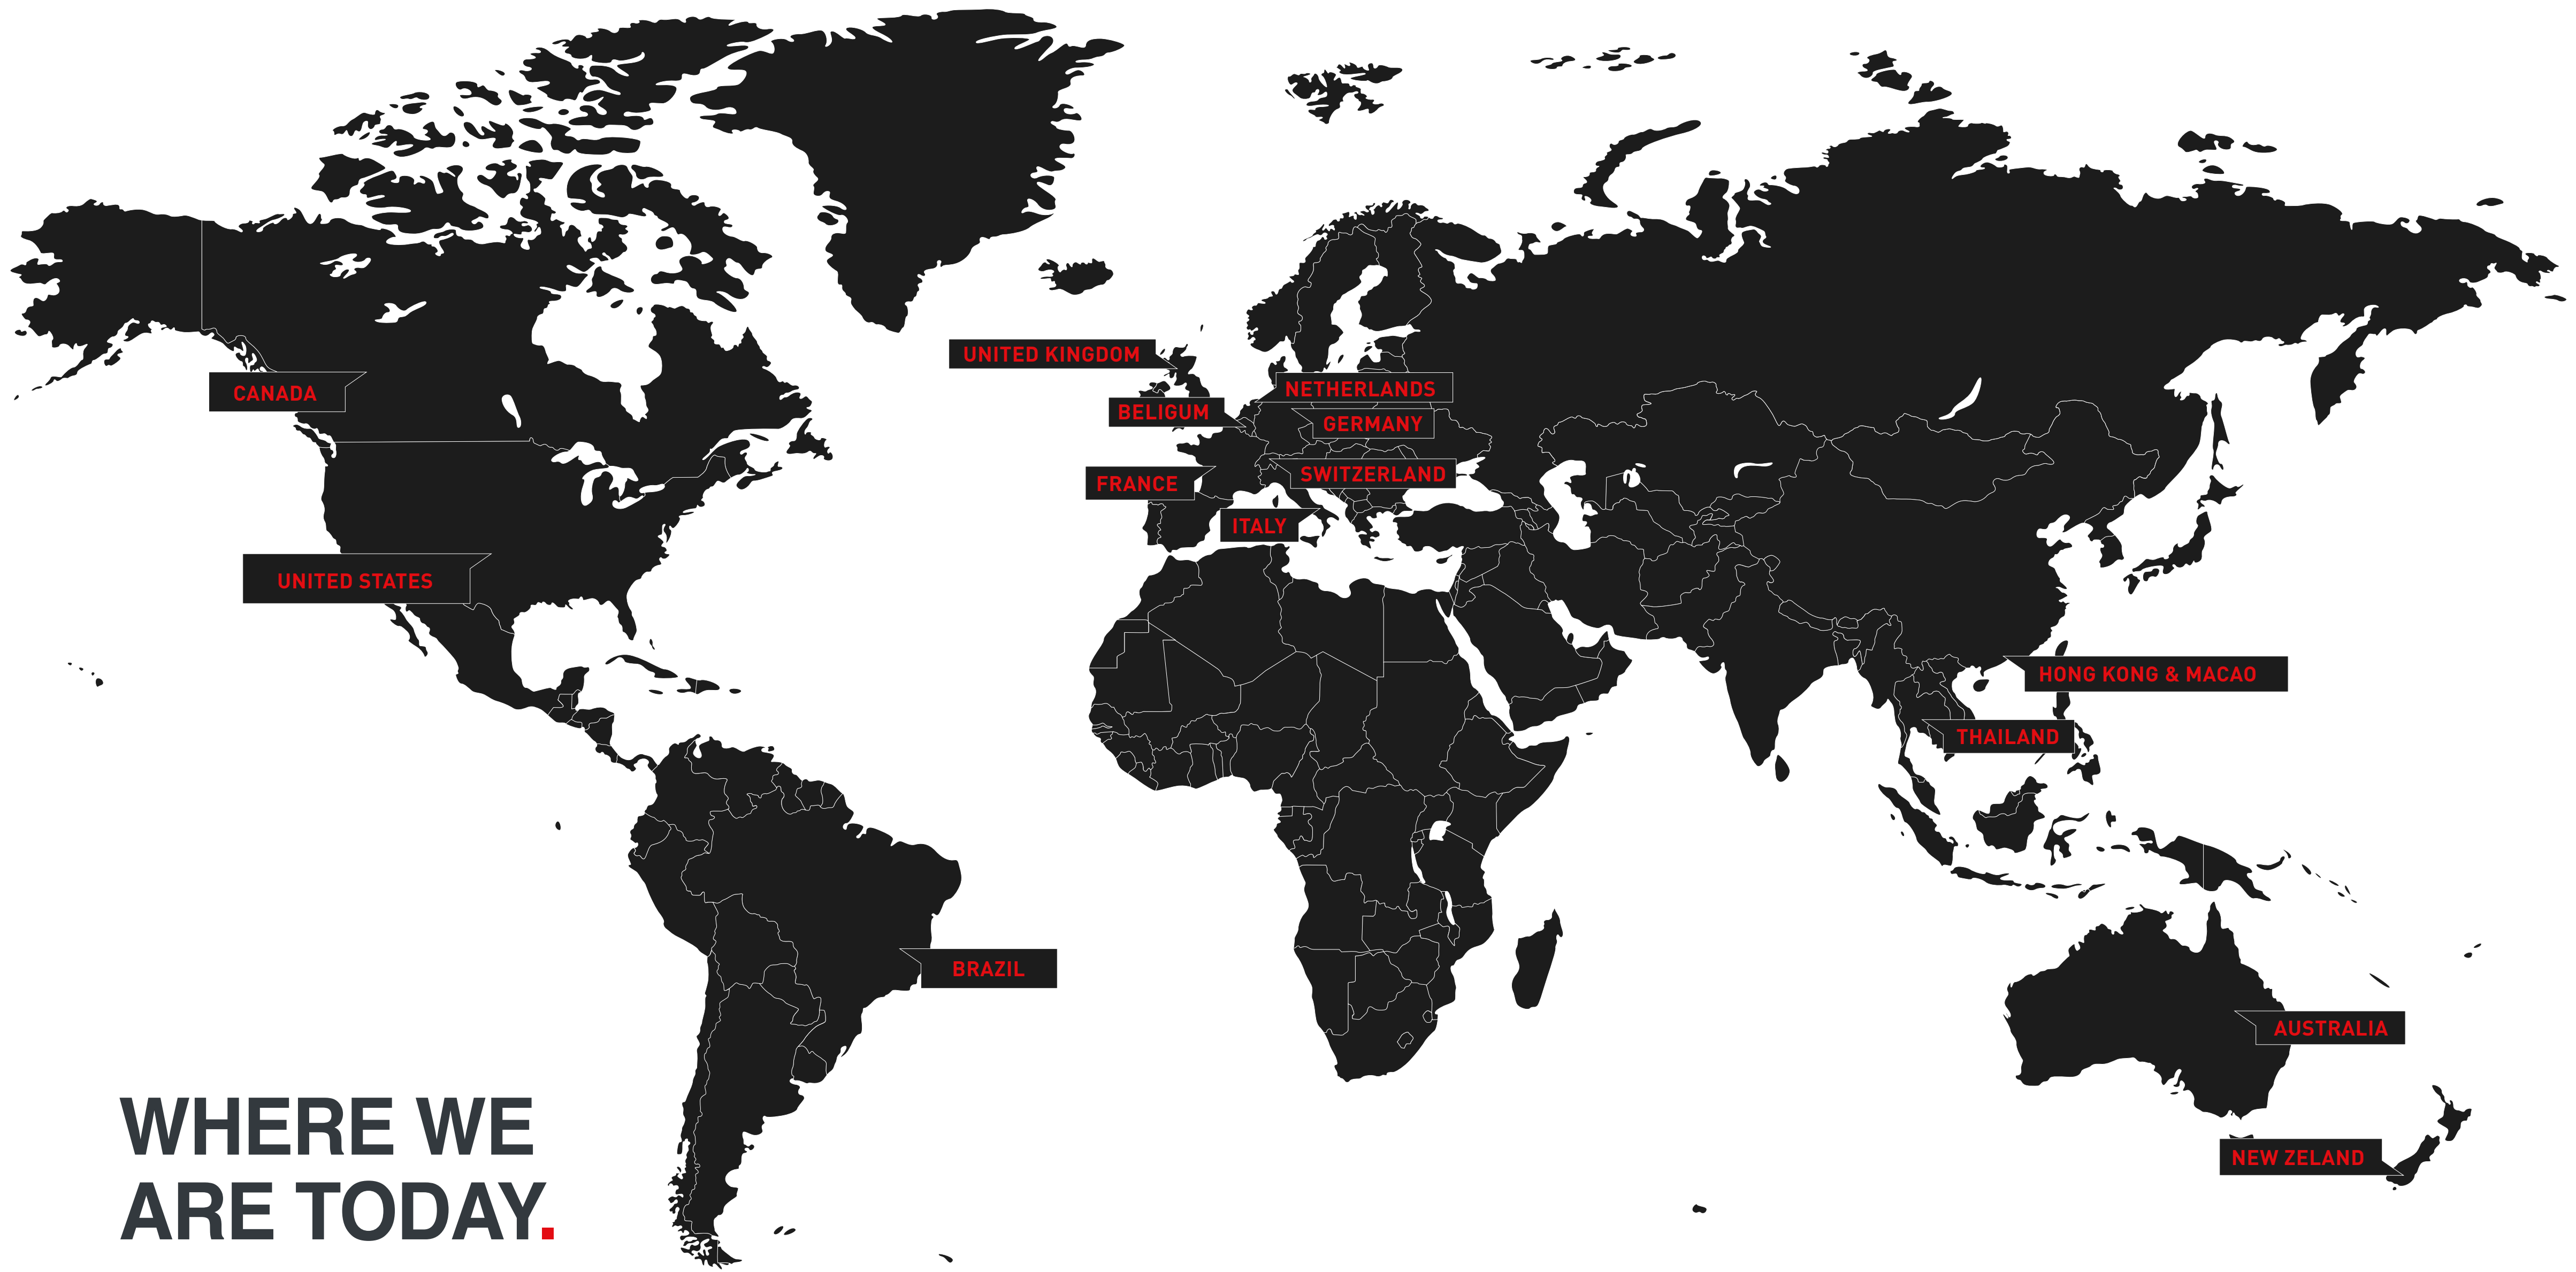 UNITED KINGDOM
NETHERLANDS
CANADA
BELIGUM
GERMANY
SWITZERLAND
FRANCE
ITALY
UNITED STATES
HONG KONG & MACAO
THAILAND
BRAZIL
AUSTRALIA
NEW ZELAND
WHERE WE
ARE TODAY.